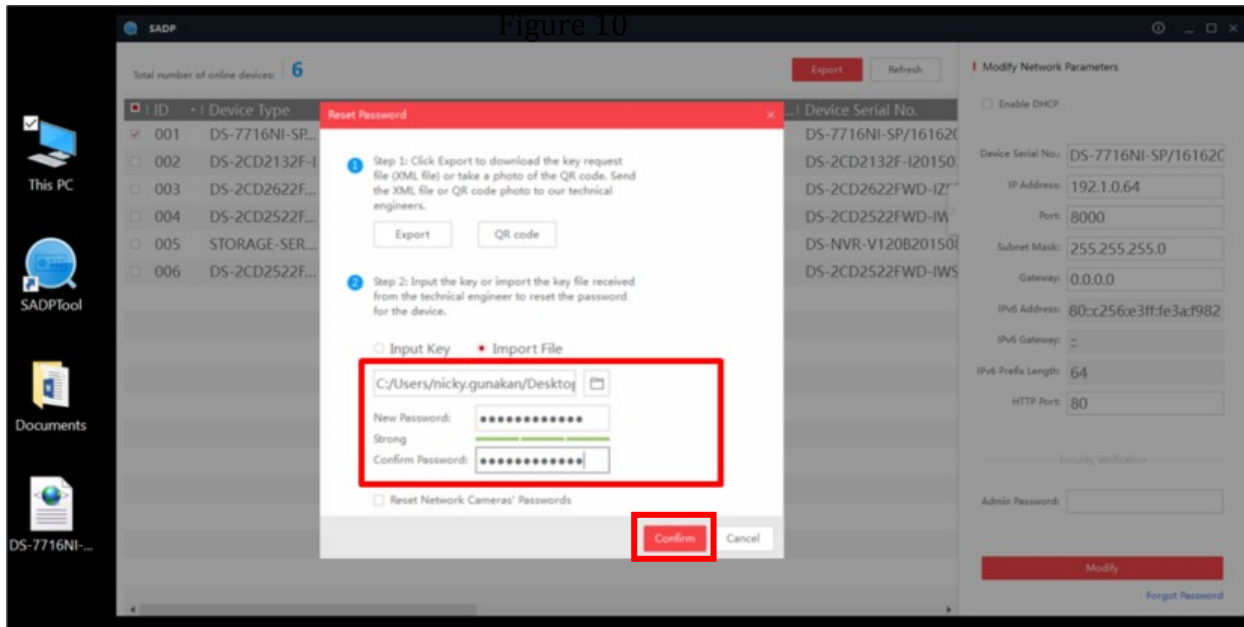 Figure 10
SADP
Total number of online devices: 6
Export
Refresh
ID
Device Type
Device Serial No.
001 DS-7716NI-SP... DS-7716NI-SP/16162(
002 DS-2CD2132F-I DS-2CD2132F-I20150
003 DS-2CD2622F... DS-2CD2622FWD-IZ
004 DS-2CD2522F... DS-2CD2522FWD-IW
005 STORAGE-SER... DS-NVR-V120B201508
006 DS-2CD2522F... DS-2CD2522FWD-IWS
Reset Password
Step 1: Click Export to download the key request
file (XML file) or take a photo of the QR code. Send
the XML file or QR code photo to our technical
engineers.
Export
QR code
Step 2: Input the key or import the key file received
from the technical engineer to reset the password
for the device.
Input Key
Import File
C:/Users/nicky.gunakan/Desktop
New Password: ●●●●●●●●●●●●
Strong
Confirm Password: ●●●●●●●●●●●●
Reset Network Cameras' Passwords
Confirm
Cancel
Modify Network Parameters
Enable DHCP
Device Serial No.: DS-7716NI-SP/16162C
IP Address: 192.1.0.64
Port: 8000
Subnet Mask: 255.255.255.0
Gateway: 0.0.0.0
IPv6 Address: 80::c256:e3ff:fe3a:f982
IPv6 Gateway: ::
IPv6 Prefix Length: 64
HTTP Port: 80
Security Verification
Admin Password:
Modify
Forgot Password
This PC
SADPTool
Documents
DS-7716NI-...